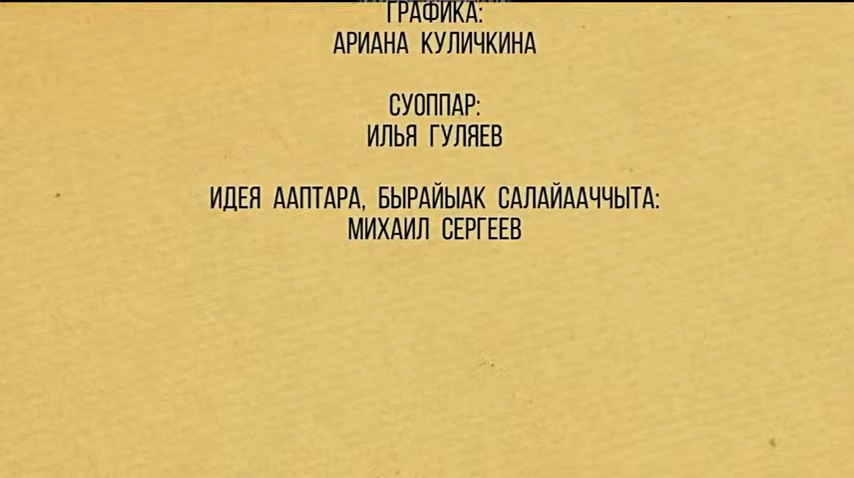 ГРАФИКА:
АРИАНА КУЛИЧКИНА
СУОППАР:
ИЛЬЯ ГУЛЯЕВ
ИДЕЯ ААПТАРА, БЫРАЙЫАК САЛАЙААЧЧЫТА:
МИХАИЛ СЕРГЕЕВ